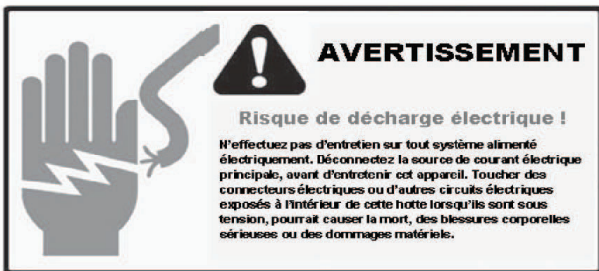 AVERTISSEMENT
Risque de décharge électrique !
N'effectuez pas d'entretien sur tout système alimenté
électriquement. Déconnectez la source de courant électrique
principale, avant d'entretenir cet appareil. Toucher des
connecteurs électriques ou d'autres circuits électriques
exposés à l'intérieur de cette hotte lorsqu'ils sont sous
tension, pourrait causer la mort, des blessures corporelles
sérieuses ou des dommages matériels.